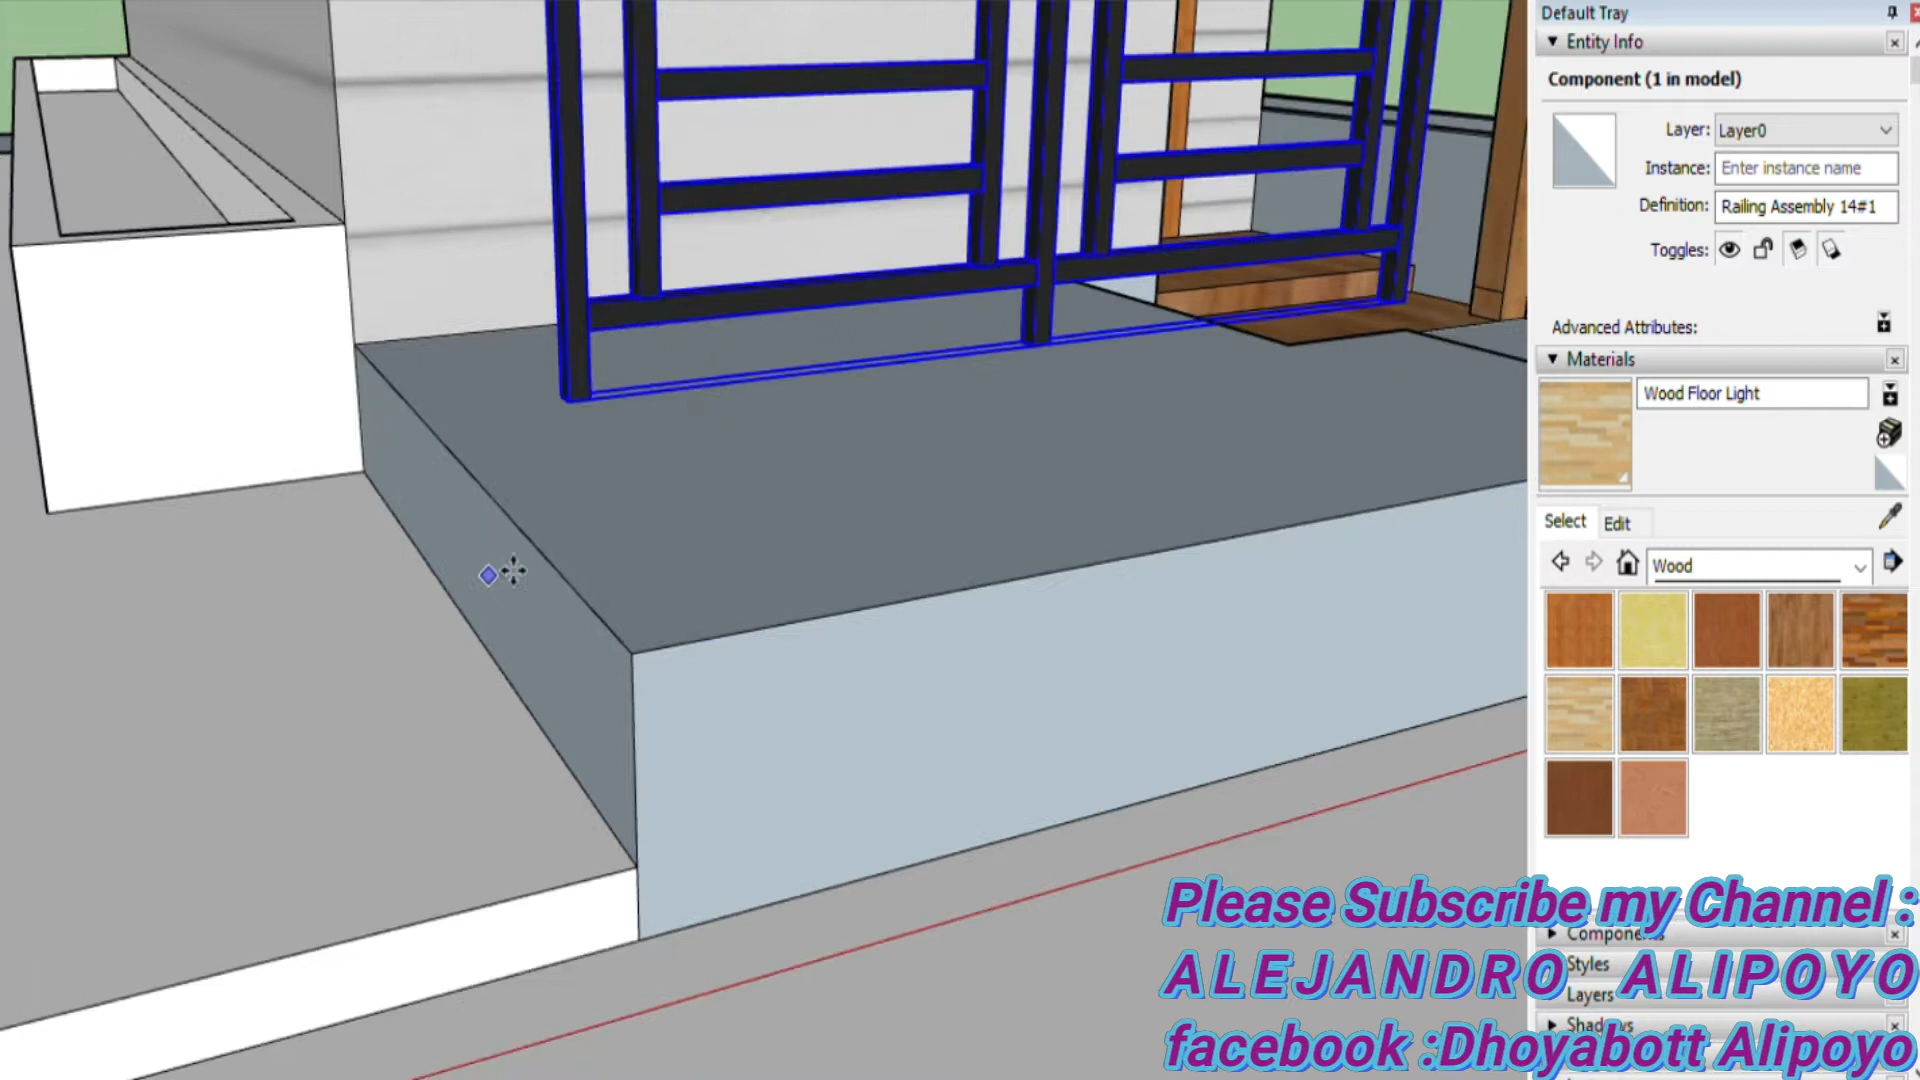 Default Tray
Entity Info
Component (1 in model)
Layer: Layer0
Instance: Enter instance name
Definition: Railing Assembly 14#1
Toggles:
Advanced Attributes:
Materials
Wood Floor Light
Select Edit
Wood
Please Subscribe my Channel :
Components
ALEJANDRO ALIPOYO
Styles
Layers
Shadows
facebook :Dhoyabott Alipoyo